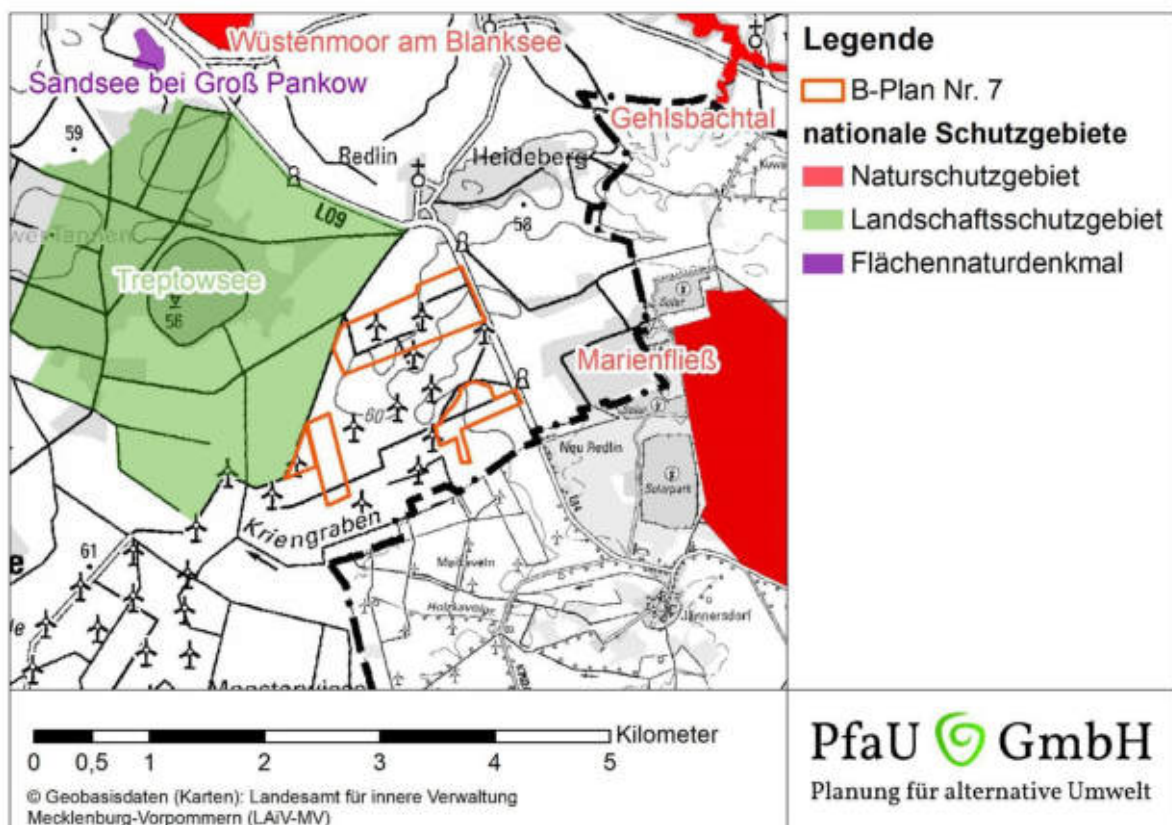 Wüstenmoor am Blanksee
Sandsee bei Groß Pankow
59
Gehlsbachtal
Redlin
Heideberg
L09
58
Treptowsee
56
Marienfließ
60
Neu Redlin
Solar
Solar
Solarpark
Kriengraben
61
Jännersdorf
Legende
B-Plan Nr. 7
nationale Schutzgebiete
Naturschutzgebiet
Landschaftsschutzgebiet
Flächennaturdenkmal
Kilometer
0 0,5 1 2 3 4 5
© Geobasisdaten (Karten): Landesamt für innere Verwaltung
Mecklenburg-Vorpommern (LAiV-MV)
PfaU GmbH
Planung für alternative Umwelt